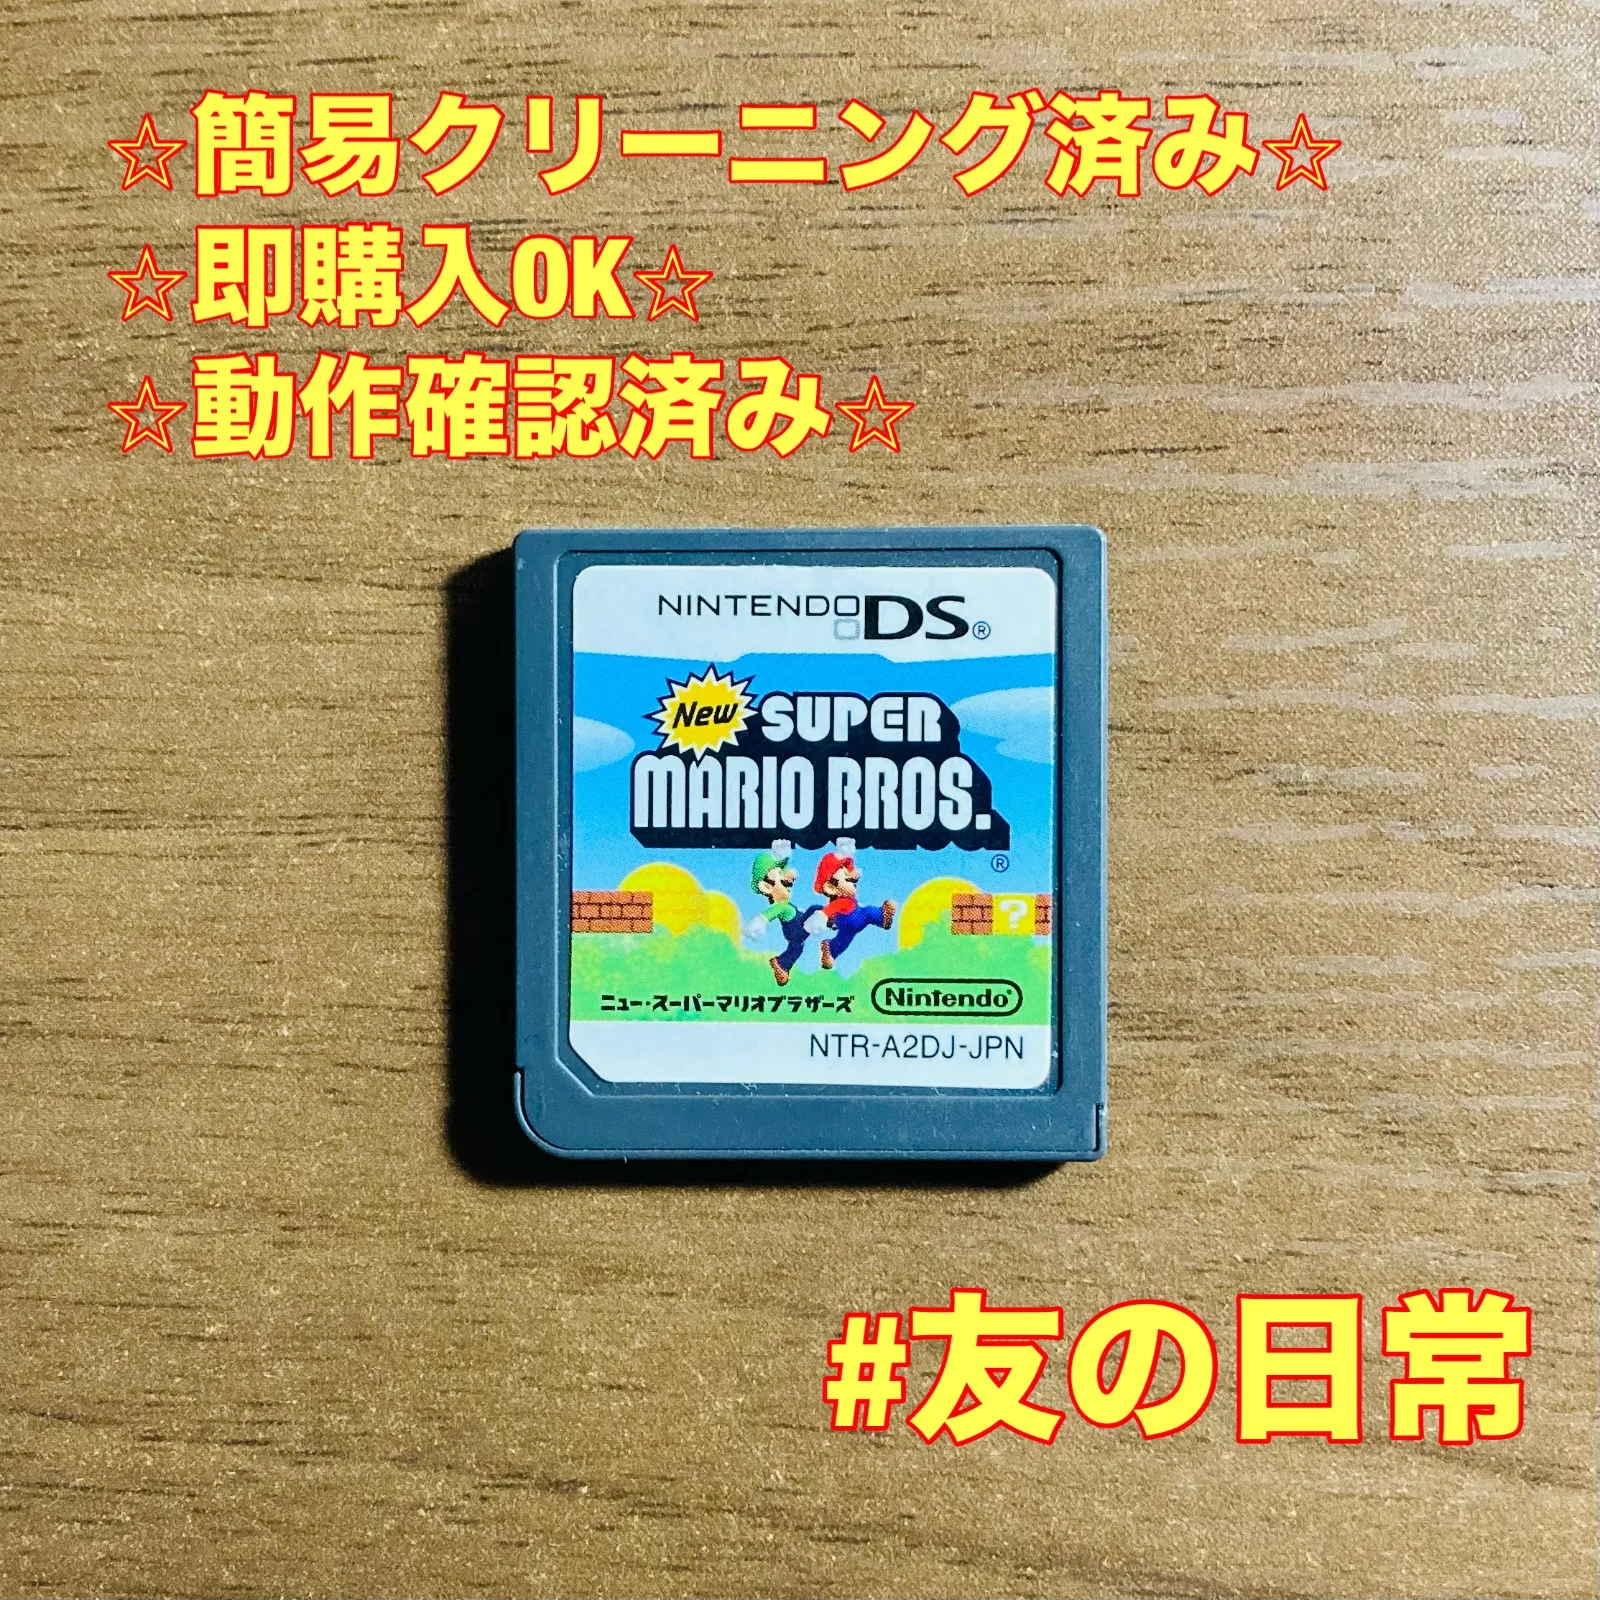 ☆簡易クリーニング済み☆
☆即購入OK☆
☆動作確認済み☆
NINTENDO DS®
New SUPER
MARIO BROS.
®
?
ニュー・スーパーマリオブラザーズ
Nintendo®
NTR-A2DJ-JPN
#友の日常